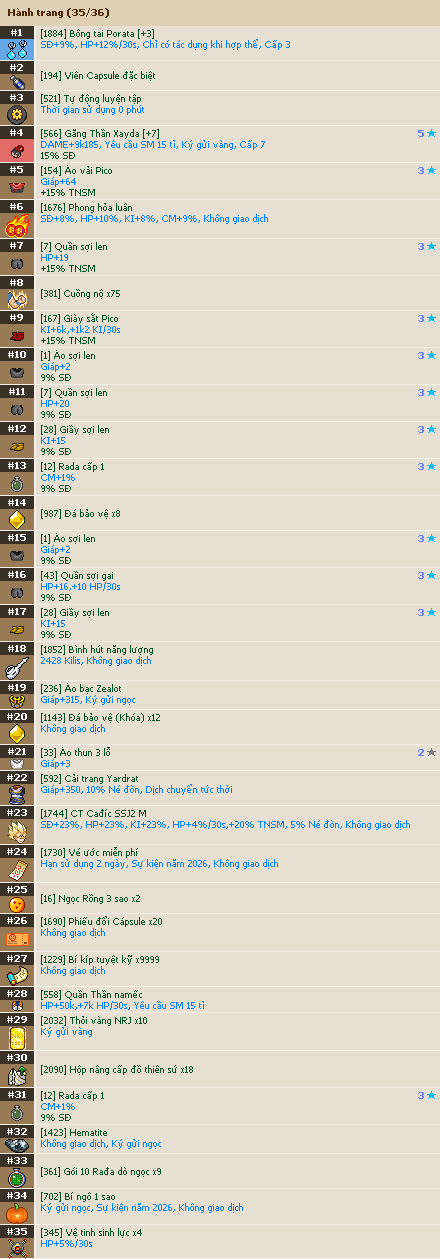 Hành trang (35/36)
#1
[1884] Bông tai Porata [+3]
SĐ+9%, HP+12%/30s, Chỉ có tác dụng khi hợp thể, Cấp 3
#2
[194] Viên Capsule đặc biệt
#3
[521] Tự động luyện tập
Thời gian sử dụng 0 phút
#4
[566] Găng Thần Xayda [+7]
5★
DAME+9k185, Yêu cầu SM 15 tỉ, Ký gửi vàng, Cấp 7
15% SĐ
#5
[154] Áo vải Pico
3★
Giáp+64
+15% TNSM
#6
[1676] Phong hỏa luân
SĐ+8%, HP+10%, KI+8%, CM+9%, Không giao dịch
#7
[7] Quần sợi len
3★
HP+19
+15% TNSM
#8
[381] Cuồng nộ x75
#9
[167] Giày sắt Pico
3★
KI+6k,+1k2 KI/30s
+15% TNSM
#10
[1] Áo sợi len
3★
Giáp+2
9% SĐ
#11
[7] Quần sợi len
3★
HP+20
9% SĐ
#12
[28] Giầy sợi len
3★
KI+15
9% SĐ
#13
[12] Rada cấp 1
3★
CM+1%
9% SĐ
#14
[987] Đá bảo vệ x8
#15
[1] Áo sợi len
3★
Giáp+2
9% SĐ
#16
[43] Quần sợi gai
3★
HP+16,+10 HP/30s
9% SĐ
#17
[28] Giầy sợi len
3★
KI+15
9% SĐ
#18
[1852] Bình hút năng lượng
2428 Kilis, Không giao dịch
#19
[236] Áo bạc Zealot
Giáp+315, Ký gửi ngọc
#20
[1143] Đá bảo vệ (Khóa) x12
Không giao dịch
#21
[33] Áo thun 3 lỗ
2★
Giáp+3
#22
[592] Cải trang Yardrat
Giáp+350, 10% Né đòn, Dịch chuyển tức thời
#23
[1744] CT Cađíc SSJ2 M
SĐ+23%, HP+23%, KI+23%, HP+4%/30s,+20% TNSM, 5% Né đòn, Không giao dịch
#24
[1730] Vé ước miễn phí
Hạn sử dụng 2 ngày, Sự kiện năm 2026, Không giao dịch
#25
[16] Ngọc Rồng 3 sao x2
#26
[1690] Phiếu đổi Cápsule x20
Không giao dịch
#27
[1229] Bí kíp tuyệt kỹ x9999
Không giao dịch
#28
[558] Quần Thần namếc
HP+50k,+7k HP/30s, Yêu cầu SM 15 tỉ
#29
[2032] Thỏi vàng NRJ x10
Ký gửi vàng
#30
[2090] Hộp nâng cấp đồ thiên sứ x18
#31
[12] Rada cấp 1
3★
CM+1%
9% SĐ
#32
[1423] Hematite
Không giao dịch, Ký gửi ngọc
#33
[361] Gói 10 Rađa dò ngọc x9
#34
[702] Bí ngô 1 sao
Ký gửi ngọc, Sự kiện năm 2026, Không giao dịch
#35
[345] Vệ tinh sinh lực x4
HP+5%/30s